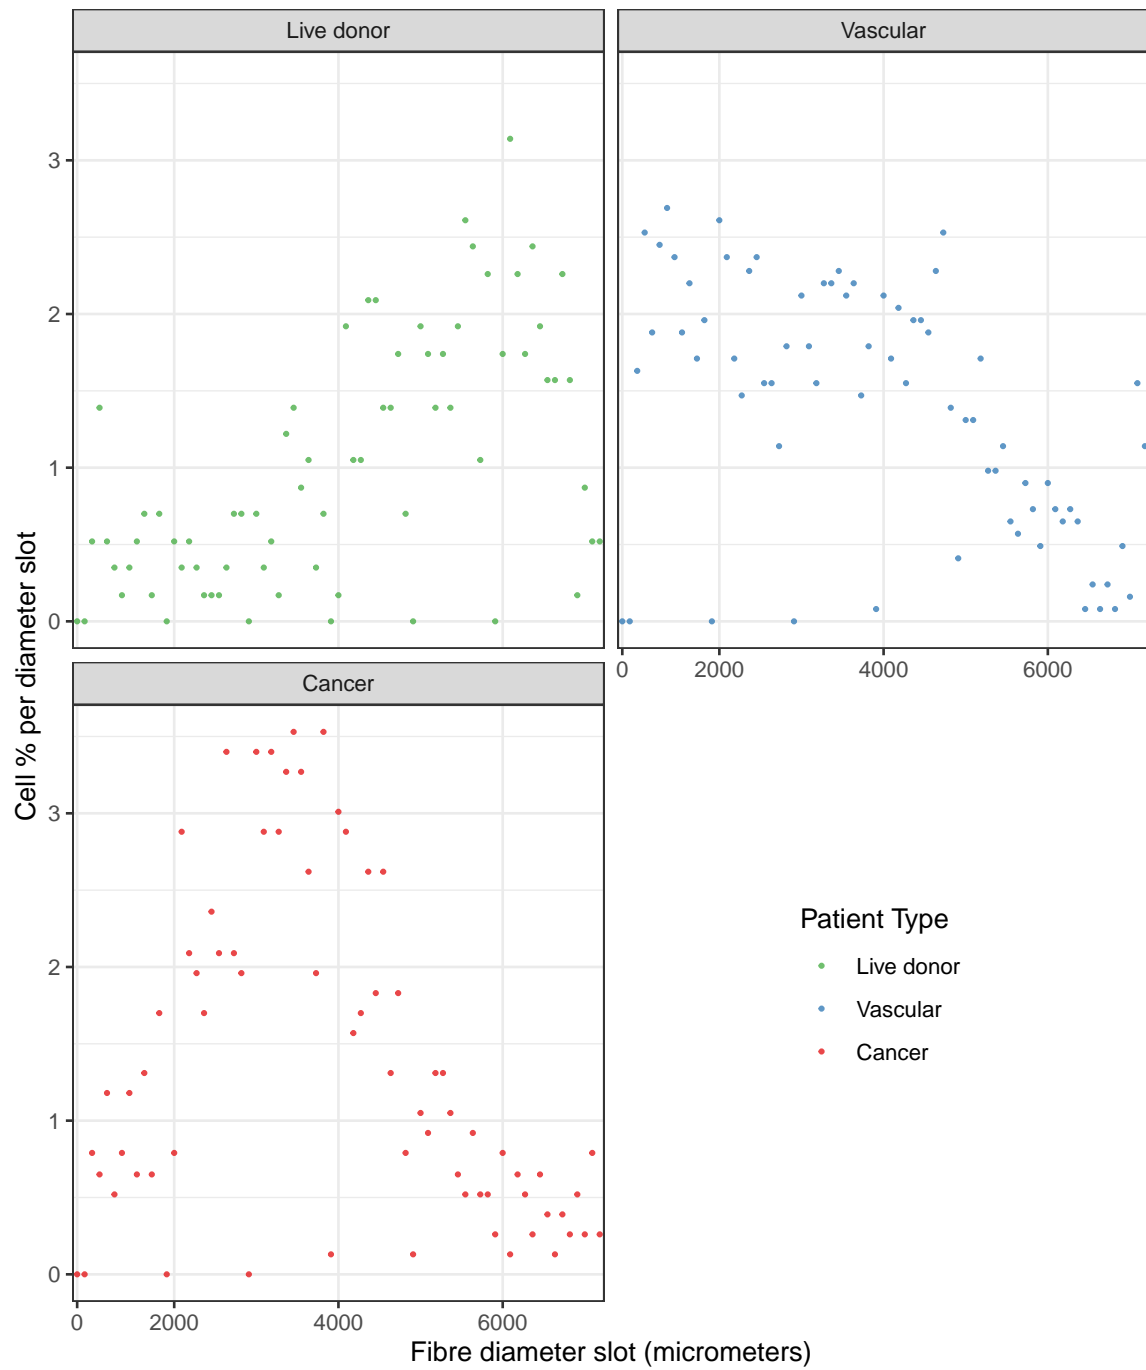 Live donor
Vascular
3
2
1
0
0
2000
4000
6000
Cell % per diameter slot
Cancer
3
2
1
0
0
2000
4000
6000
Fibre diameter slot (micrometers)
Patient Type
Live donor
Vascular
Cancer